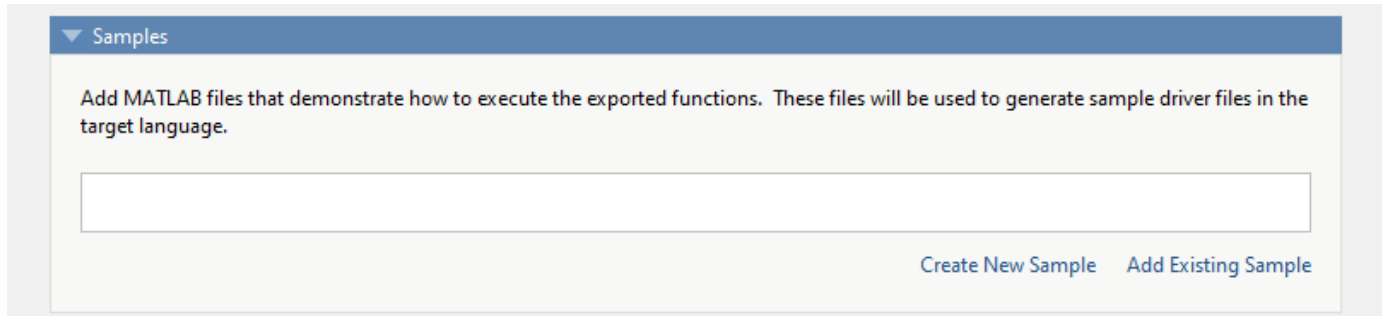 Samples
Add MATLAB files that demonstrate how to execute the exported functions.  These files will be used to generate sample driver files in the
target language.
Create New Sample Add Existing Sample